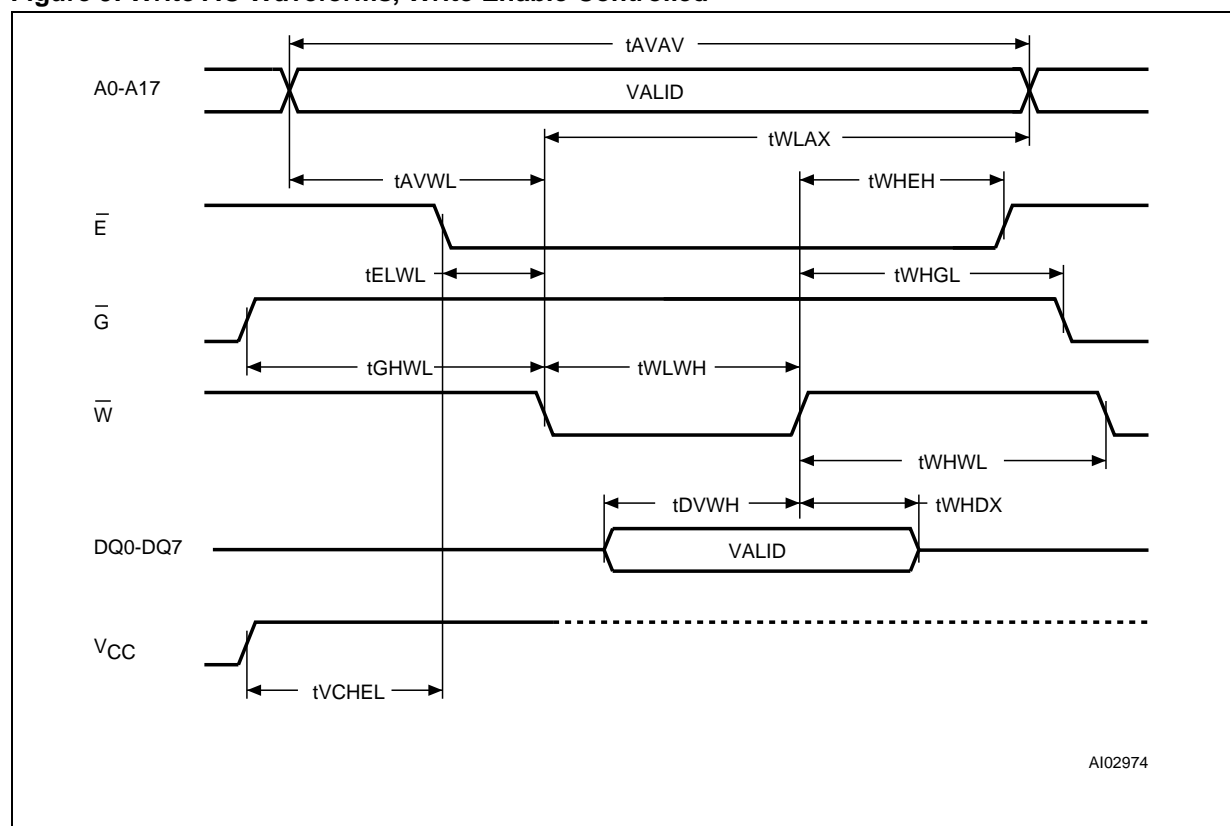 tAVAV
A0-A17
VALID
tWLAX
tAVWL
tWHEH
E
tELWL
tWHGL
G
tGHWL
tWLWH
W
tWHWL
tDVWH
tWHDX
DQ0-DQ7
VALID
VCC
tVCHEL
AI02974